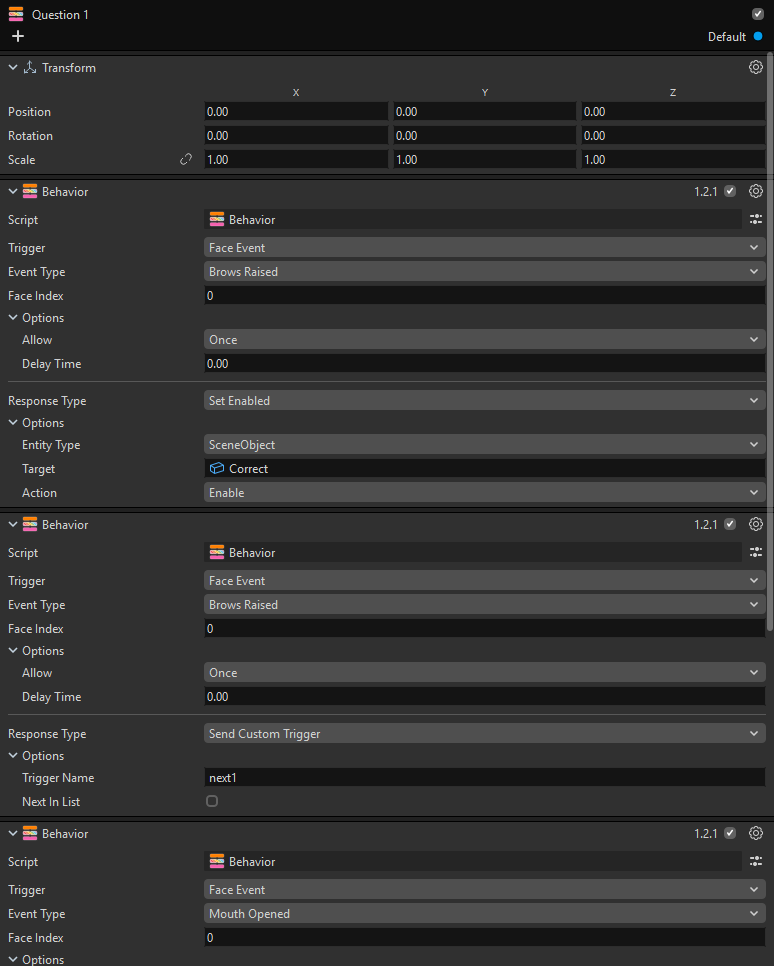 Question 1
Default
Transform
X Y Z
Position 0.00 0.00 0.00
Rotation 0.00 0.00 0.00
Scale 1.00 1.00 1.00
Behavior 1.2.1
Script Behavior
Trigger Face Event
Event Type Brows Raised
Face Index 0
Options
Allow Once
Delay Time 0.00
Response Type Set Enabled
Options
Entity Type SceneObject
Target Correct
Action Enable
Behavior 1.2.1
Script Behavior
Trigger Face Event
Event Type Brows Raised
Face Index 0
Options
Allow Once
Delay Time 0.00
Response Type Send Custom Trigger
Options
Trigger Name next1
Next In List
Behavior 1.2.1
Script Behavior
Trigger Face Event
Event Type Mouth Opened
Face Index 0
Options